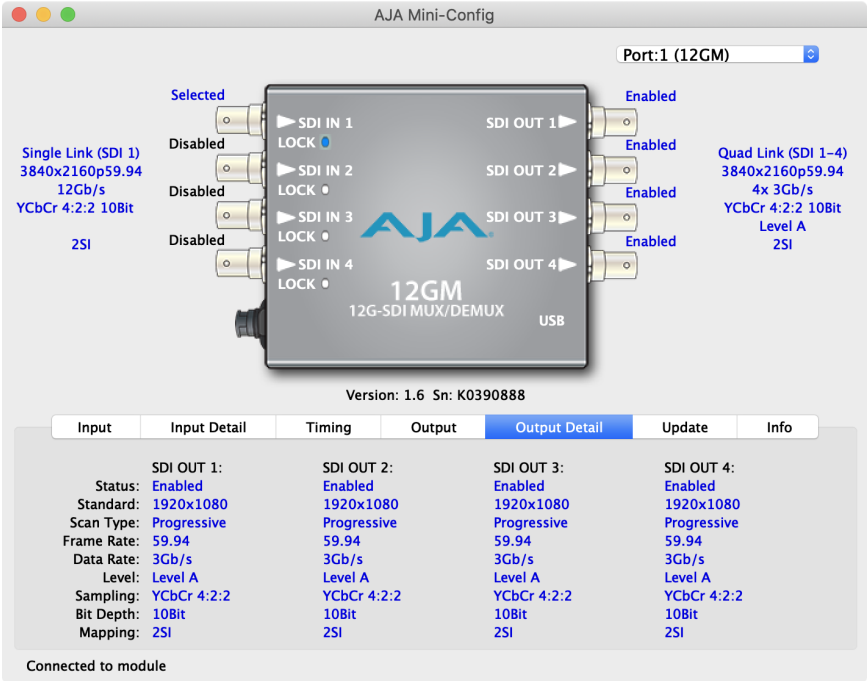 AJA Mini-Config
Port:1 (12GM)
Selected
Disabled
Disabled
Disabled
Single Link (SDI 1)
3840x2160p59.94
12Gb/s
YCbCr 4:2:2 10Bit
2SI
SDI IN 1
LOCK
SDI IN 2
LOCK
SDI IN 3
LOCK
SDI IN 4
LOCK
AJA
12GM
12G-SDI MUX/DEMUX
SDI OUT 1
SDI OUT 2
SDI OUT 3
SDI OUT 4
USB
Enabled
Enabled
Enabled
Enabled
Quad Link (SDI 1-4)
3840x2160p59.94
4x 3Gb/s
YCbCr 4:2:2 10Bit
Level A
2SI
Version: 1.6 Sn: K0390888
Input Input Detail Timing Output Output Detail Update Info
SDI OUT 1: SDI OUT 2: SDI OUT 3: SDI OUT 4:
Status: Enabled Enabled Enabled Enabled
Standard: 1920x1080 1920x1080 1920x1080 1920x1080
Scan Type: Progressive Progressive Progressive Progressive
Frame Rate: 59.94 59.94 59.94 59.94
Data Rate: 3Gb/s 3Gb/s 3Gb/s 3Gb/s
Level: Level A Level A Level A Level A
Sampling: YCbCr 4:2:2 YCbCr 4:2:2 YCbCr 4:2:2 YCbCr 4:2:2
Bit Depth: 10Bit 10Bit 10Bit 10Bit
Mapping: 2SI 2SI 2SI 2SI
Connected to module